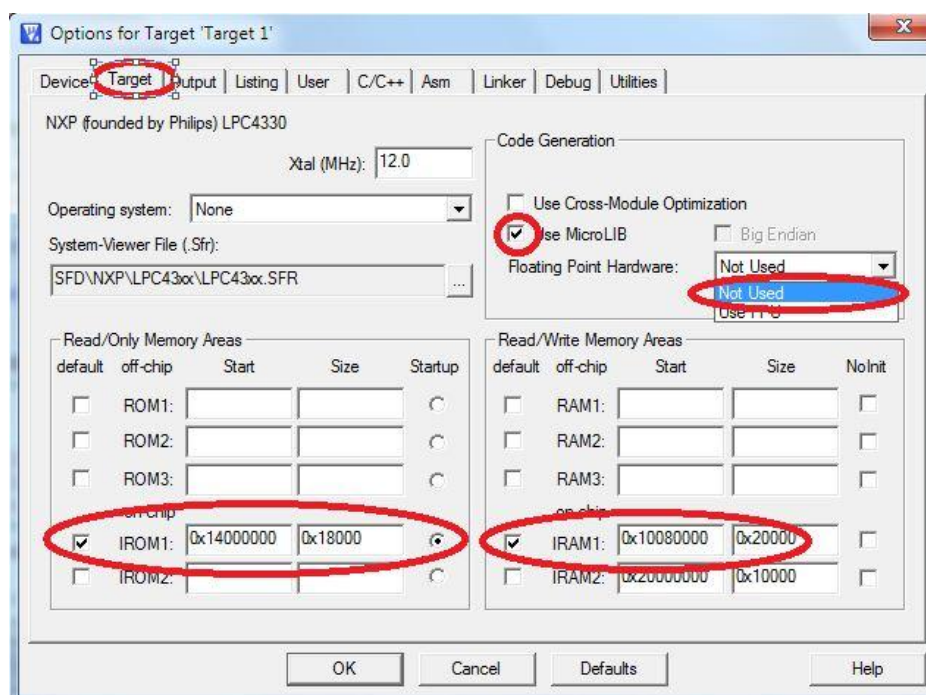 Options for Target 'Target 1'
Device Target Output Listing User C/C++ Asm Linker Debug Utilities
NXP (founded by Philips) LPC4330
Xtal (MHz): 12.0
Operating system: None
System-Viewer File (.Sfr):
SFD\NXP\LPC43xx\LPC43xx.SFR ...
Code Generation
Use Cross-Module Optimization
Use MicroLIB Big Endian
Floating Point Hardware: Not Used
Not Used
Use FPU
Read/Only Memory Areas
default off-chip Start Size Startup
ROM1:
ROM2:
ROM3:
on-chip
IROM1: 0x14000000 0x18000
IROM2:
Read/Write Memory Areas
default off-chip Start Size NoInit
RAM1:
RAM2:
RAM3:
on-chip
IRAM1: 0x10080000 0x20000
IRAM2: 0x20000000 0x10000
OK Cancel Defaults Help